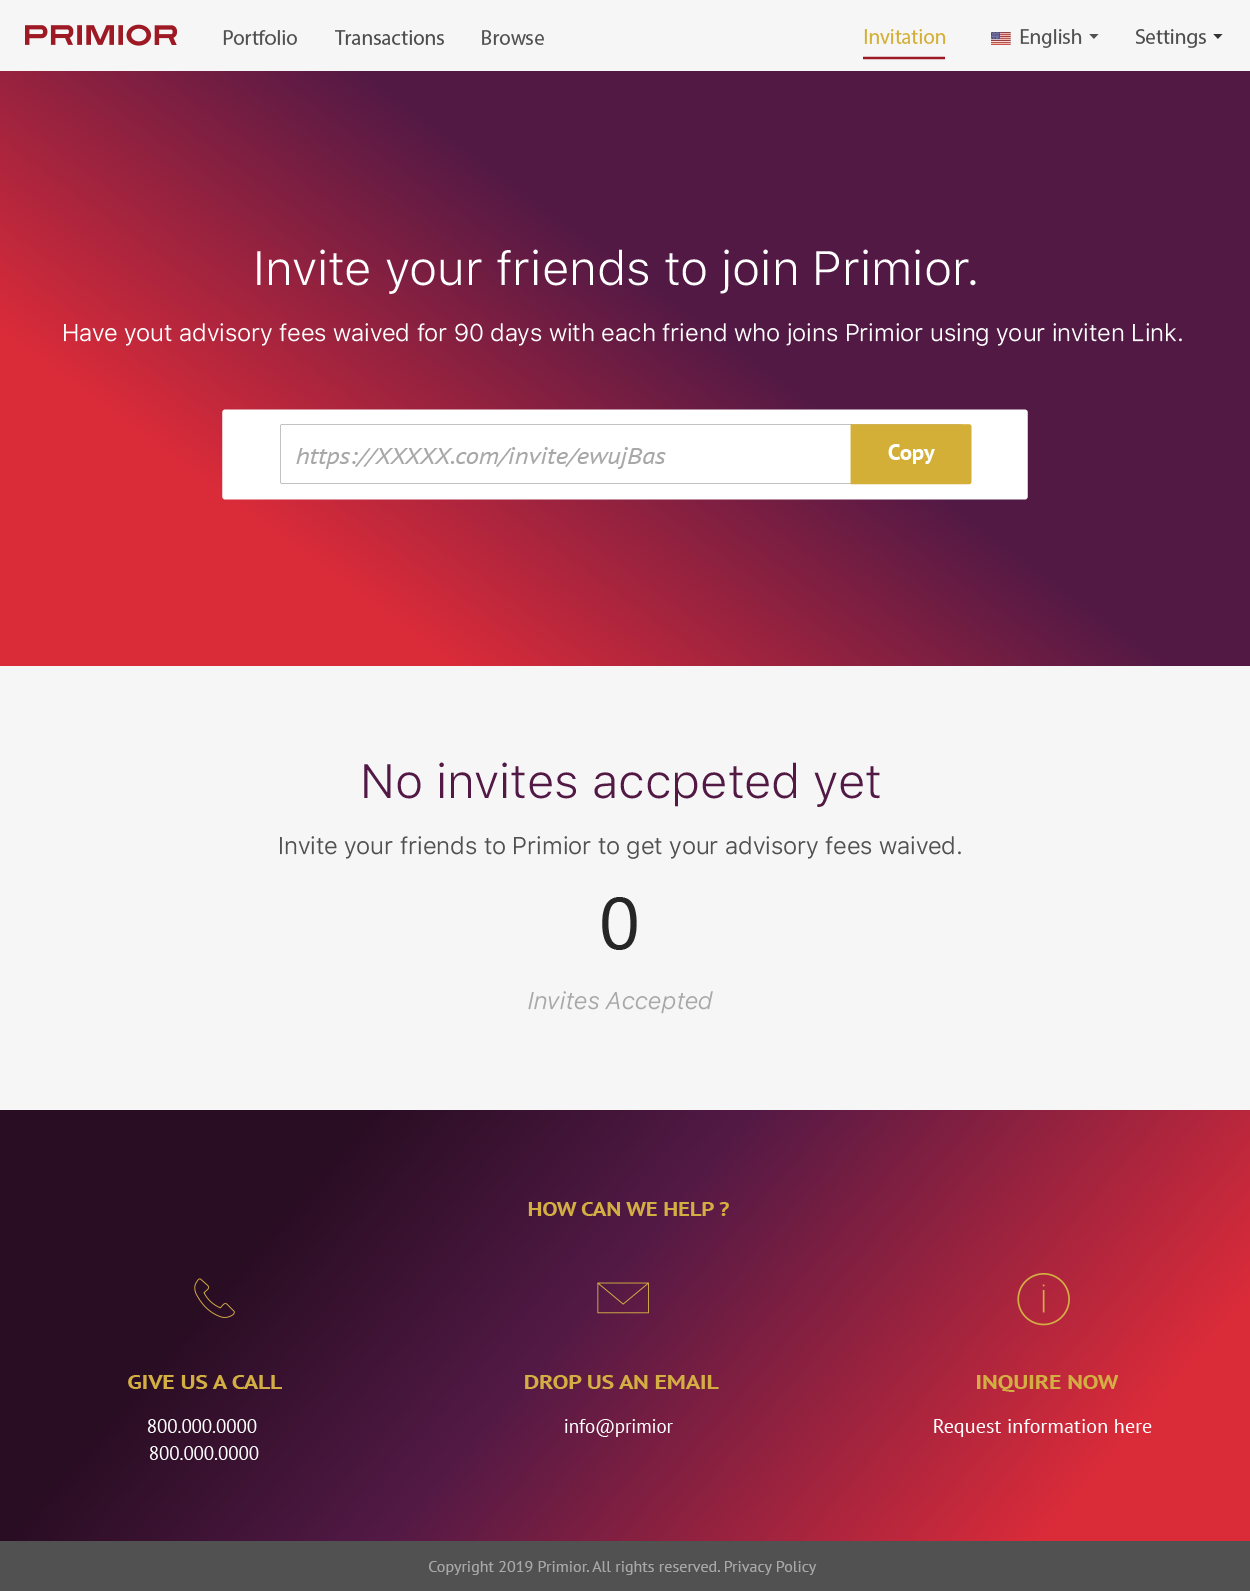 PRIMIOR Portfolio Transactions Browse Invitation English Settings
Invite your friends to join Primior.
Have yout advisory fees waived for 90 days with each friend who joins Primior using your inviten Link.
https://XXXXX.com/invite/ewujBas Copy
No invites accpeted yet
Invite your friends to Primior to get your advisory fees waived.
0
Invites Accepted
HOW CAN WE HELP ?
GIVE US A CALL
800.000.0000
800.000.0000
DROP US AN EMAIL
info@primior
INQUIRE NOW
Request information here
Copyright 2019 Primior. All rights reserved. Privacy Policy